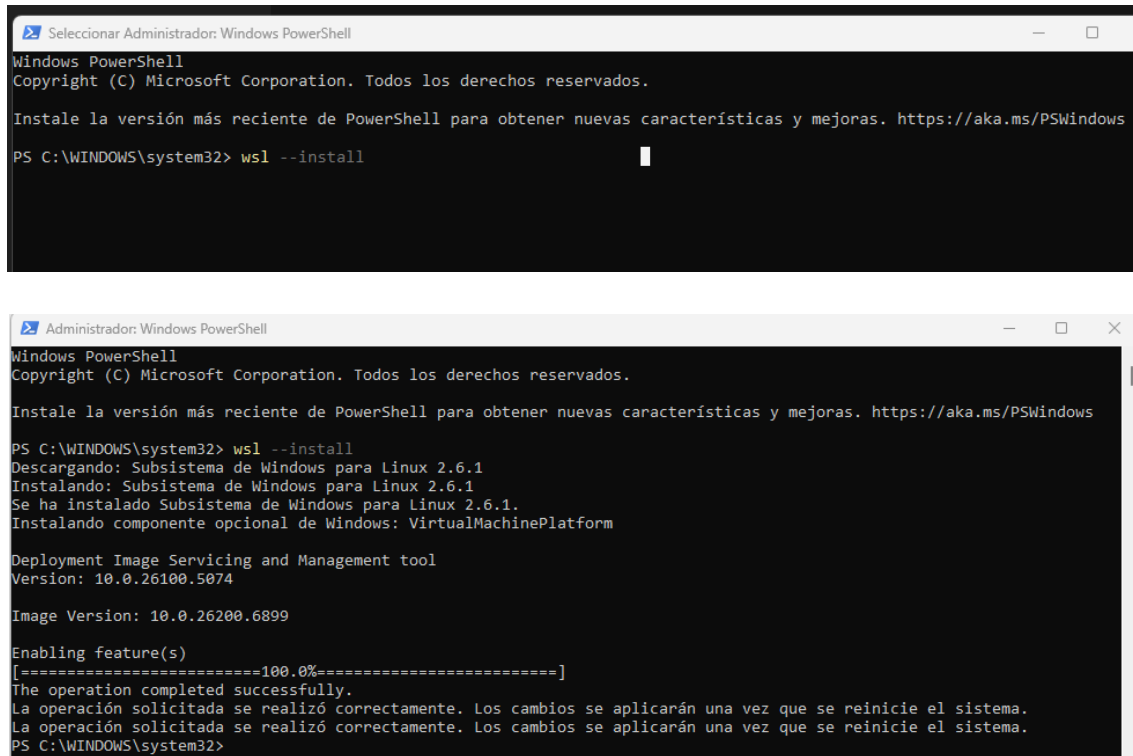 Seleccionar Administrador: Windows PowerShell
Windows PowerShell
Copyright (C) Microsoft Corporation. Todos los derechos reservados.
Instale la versión más reciente de PowerShell para obtener nuevas características y mejoras. https://aka.ms/PSWindows
PS C:\WINDOWS\system32> wsl --install
Administrador: Windows PowerShell
Windows PowerShell
Copyright (C) Microsoft Corporation. Todos los derechos reservados.
Instale la versión más reciente de PowerShell para obtener nuevas características y mejoras. https://aka.ms/PSWindows
PS C:\WINDOWS\system32> wsl --install
Descargando: Subsistema de Windows para Linux 2.6.1
Instalando: Subsistema de Windows para Linux 2.6.1
Se ha instalado Subsistema de Windows para Linux 2.6.1.
Instalando componente opcional de Windows: VirtualMachinePlatform
Deployment Image Servicing and Management tool
Version: 10.0.26100.5074
Image Version: 10.0.26200.6899
Enabling feature(s)
[==========================100.0%==========================]
The operation completed successfully.
La operación solicitada se realizó correctamente. Los cambios se aplicarán una vez que se reinicie el sistema.
La operación solicitada se realizó correctamente. Los cambios se aplicarán una vez que se reinicie el sistema.
PS C:\WINDOWS\system32>